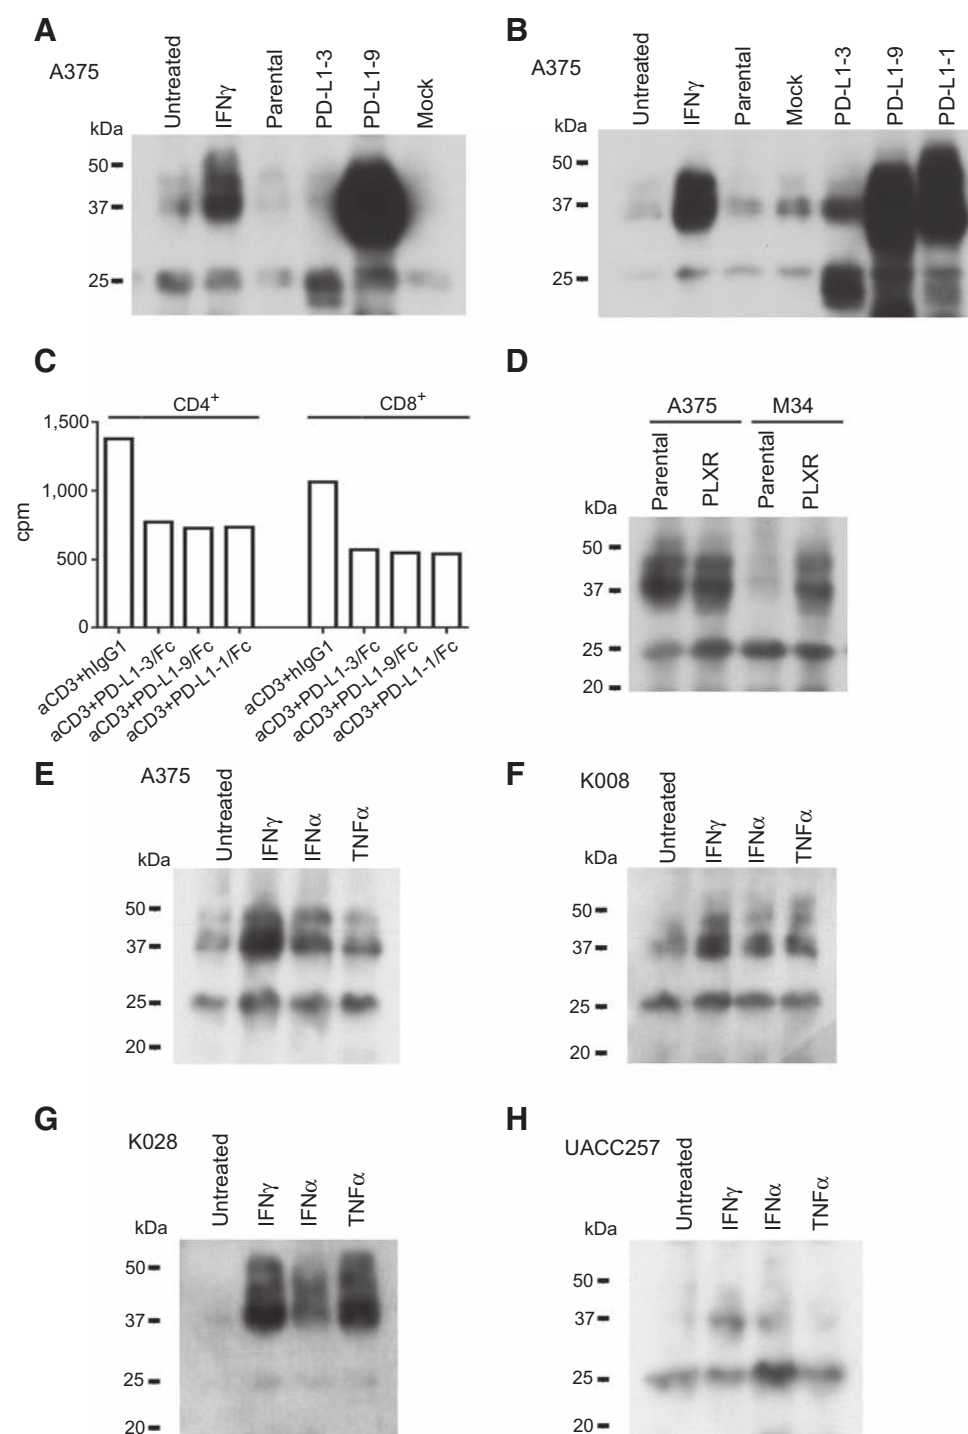 A
A375
Untreated
IFNγ
Parental
PD-L1-3
PD-L1-9
Mock
kDa
50
37
25
B
A375
Untreated
IFNγ
Parental
Mock
PD-L1-3
PD-L1-9
PD-L1-1
kDa
50
37
25
C
CD4+
CD8+
cpm
1,500
1,000
500
0
aCD3+hIgG1
aCD3+PD-L1-3/Fc
aCD3+PD-L1-9/Fc
aCD3+PD-L1-1/Fc
aCD3+hIgG1
aCD3+PD-L1-3/Fc
aCD3+PD-L1-9/Fc
aCD3+PD-L1-1/Fc
D
A375
M34
Parental
PLXR
Parental
PLXR
kDa
50
37
25
20
E
A375
Untreated
IFNγ
IFNα
TNFα
kDa
50
37
25
20
F
K008
Untreated
IFNγ
IFNα
TNFα
kDa
50
37
25
20
G
K028
Untreated
IFNγ
IFNα
TNFα
kDa
50
37
25
20
H
UACC257
Untreated
IFNγ
IFNα
TNFα
kDa
50
37
25
20